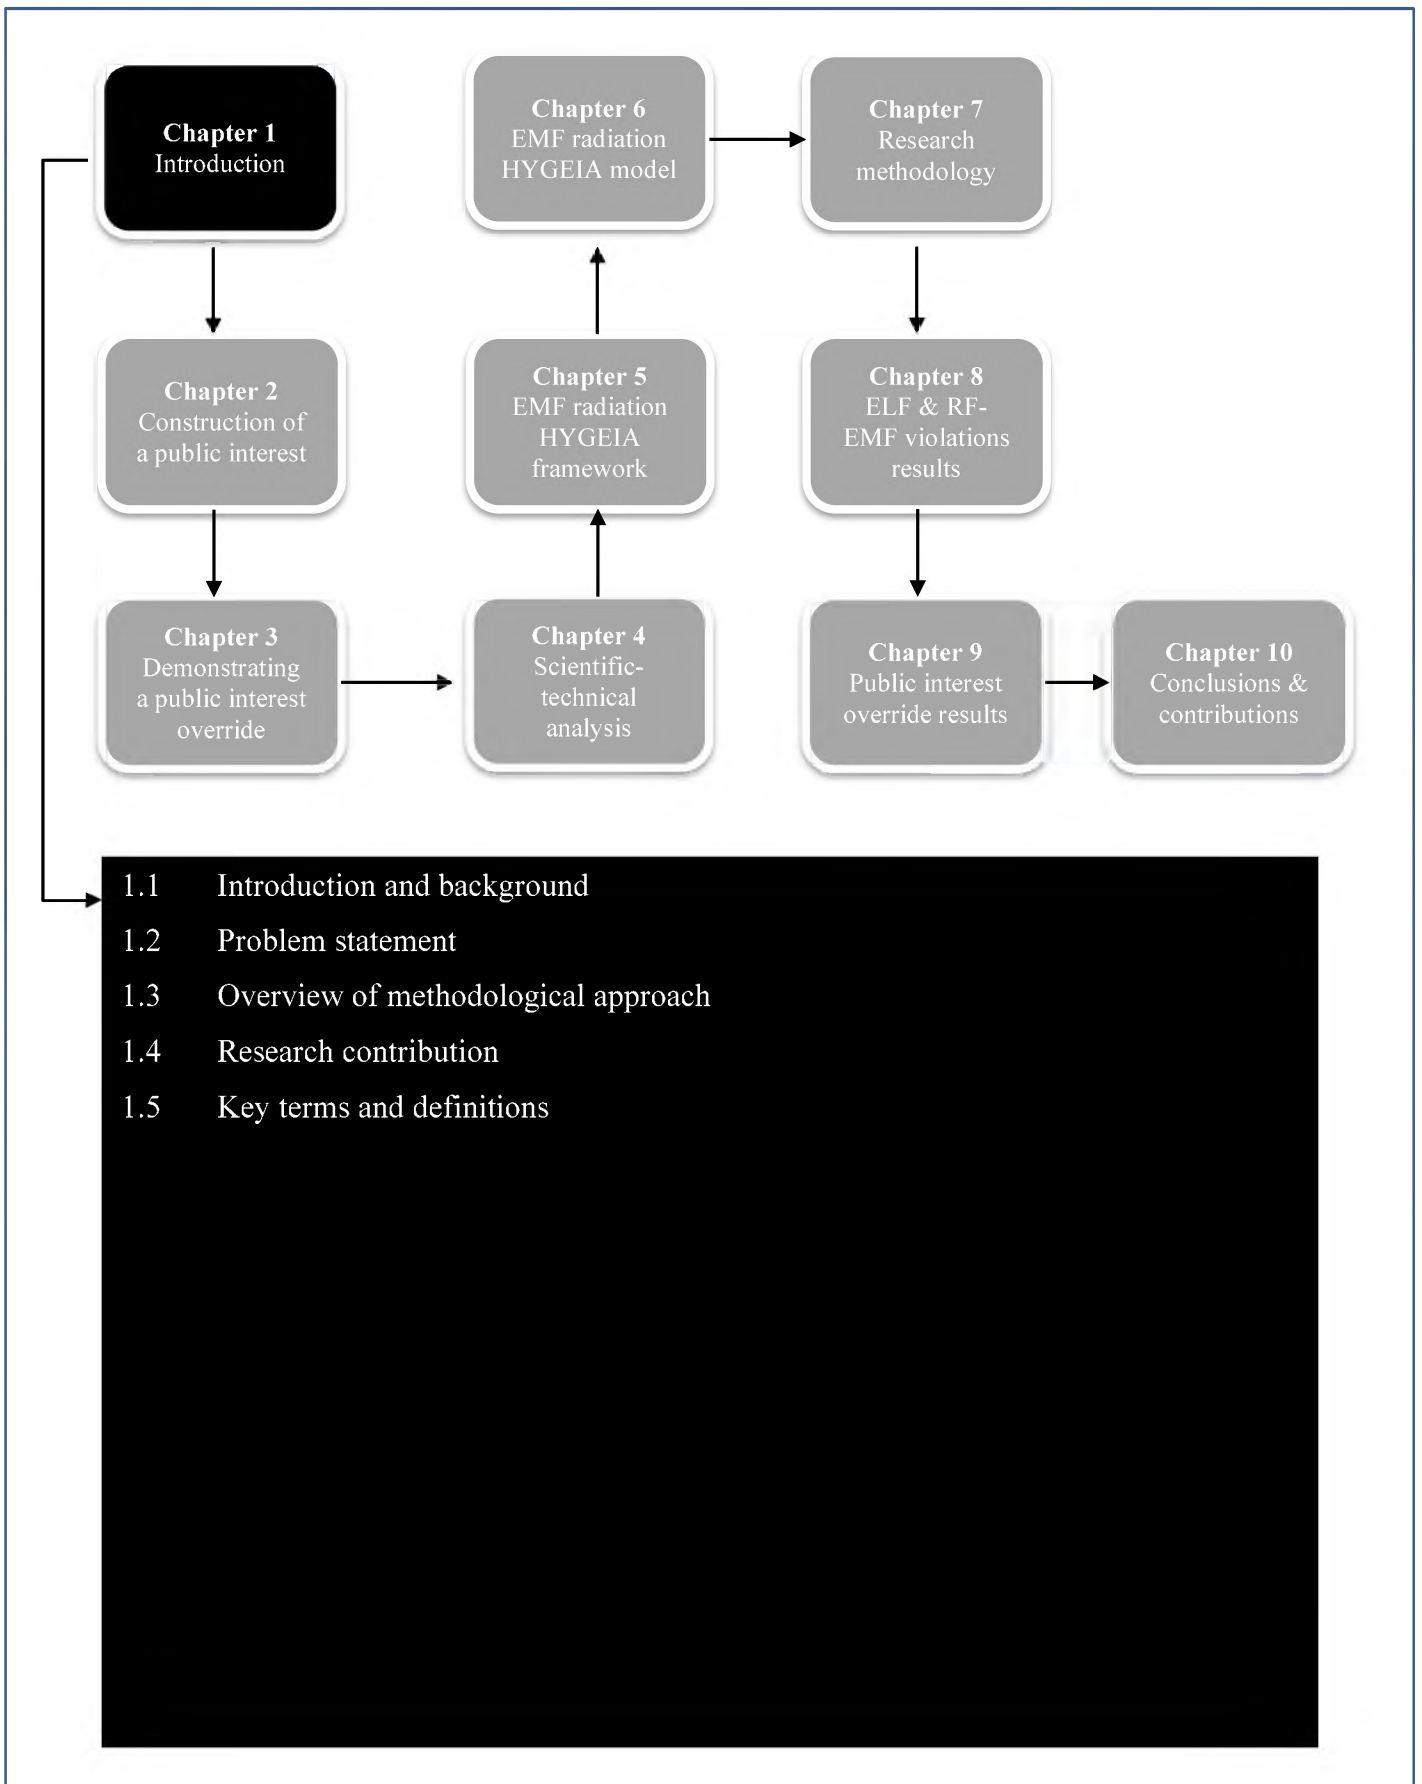 Chapter 1
Introduction
Chapter 2
Construction of
a public interest
Chapter 3
Demonstrating
a public interest
override
Chapter 4
Scientific-
technical
analysis
Chapter 5
EMF radiation
HYGEIA
framework
Chapter 6
EMF radiation
HYGEIA model
Chapter 7
Research
methodology
Chapter 8
ELF & RF-
EMF violations
results
Chapter 9
Public interest
override results
Chapter 10
Conclusions &
contributions
1.1 Introduction and background
1.2 Problem statement
1.3 Overview of methodological approach
1.4 Research contribution
1.5 Key terms and definitions